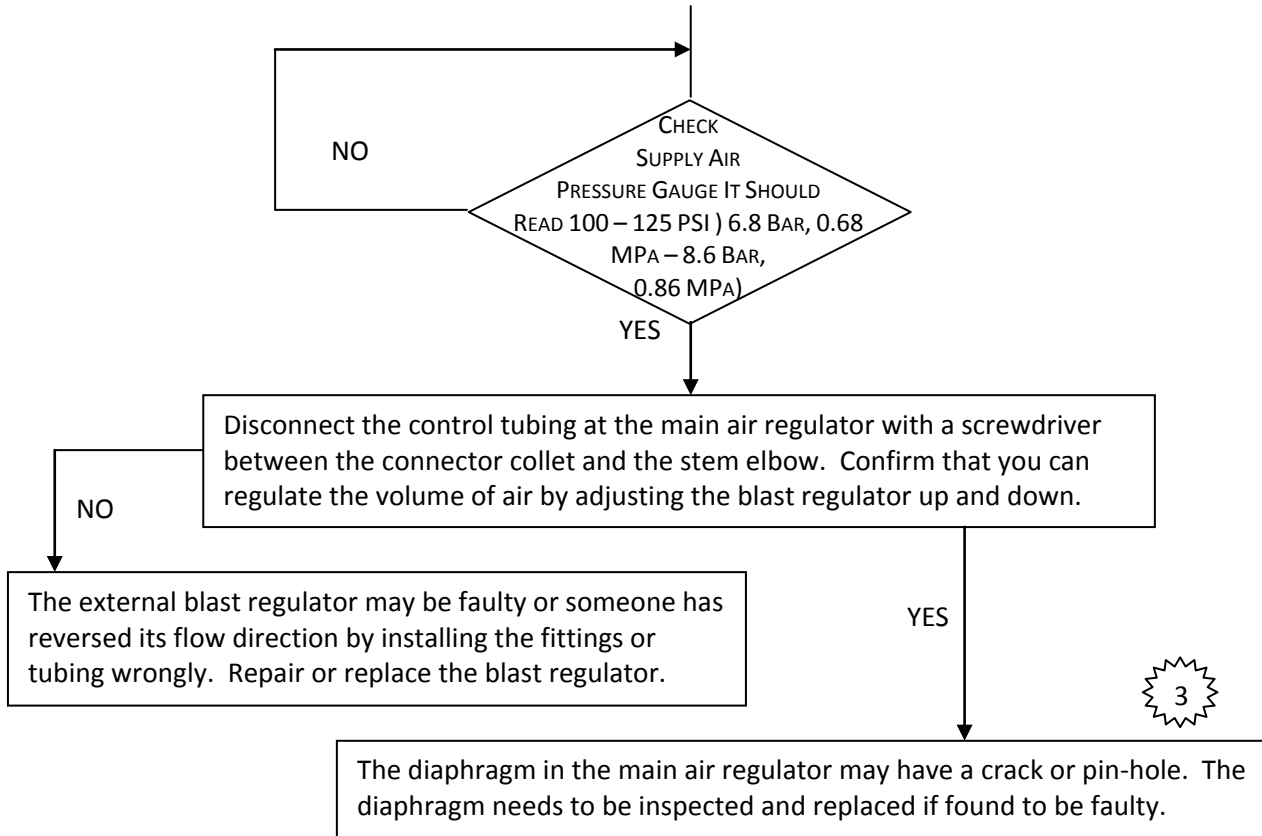 NO
CHECK
SUPPLY AIR
PRESSURE GAUGE IT SHOULD
READ 100 – 125 PSI ) 6.8 BAR, 0.68
MPA – 8.6 BAR,
0.86 MPA)
YES
Disconnect the control tubing at the main air regulator with a screwdriver
between the connector collet and the stem elbow.  Confirm that you can
regulate the volume of air by adjusting the blast regulator up and down.
NO
The external blast regulator may be faulty or someone has
reversed its flow direction by installing the fittings or
tubing wrongly.  Repair or replace the blast regulator.
YES
3
The diaphragm in the main air regulator may have a crack or pin-hole.  The
diaphragm needs to be inspected and replaced if found to be faulty.